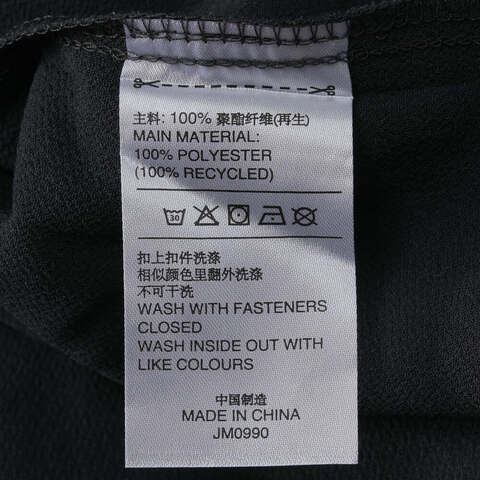 主料: 100% 聚酯纤维(再生)
MAIN MATERIAL:
100% POLYESTER
(100% RECYCLED)
30
扣上扣件洗涤
相似颜色里翻外洗涤
不可干洗
WASH WITH FASTENERS
CLOSED
WASH INSIDE OUT WITH
LIKE COLOURS
中国制造
MADE IN CHINA
JM0990